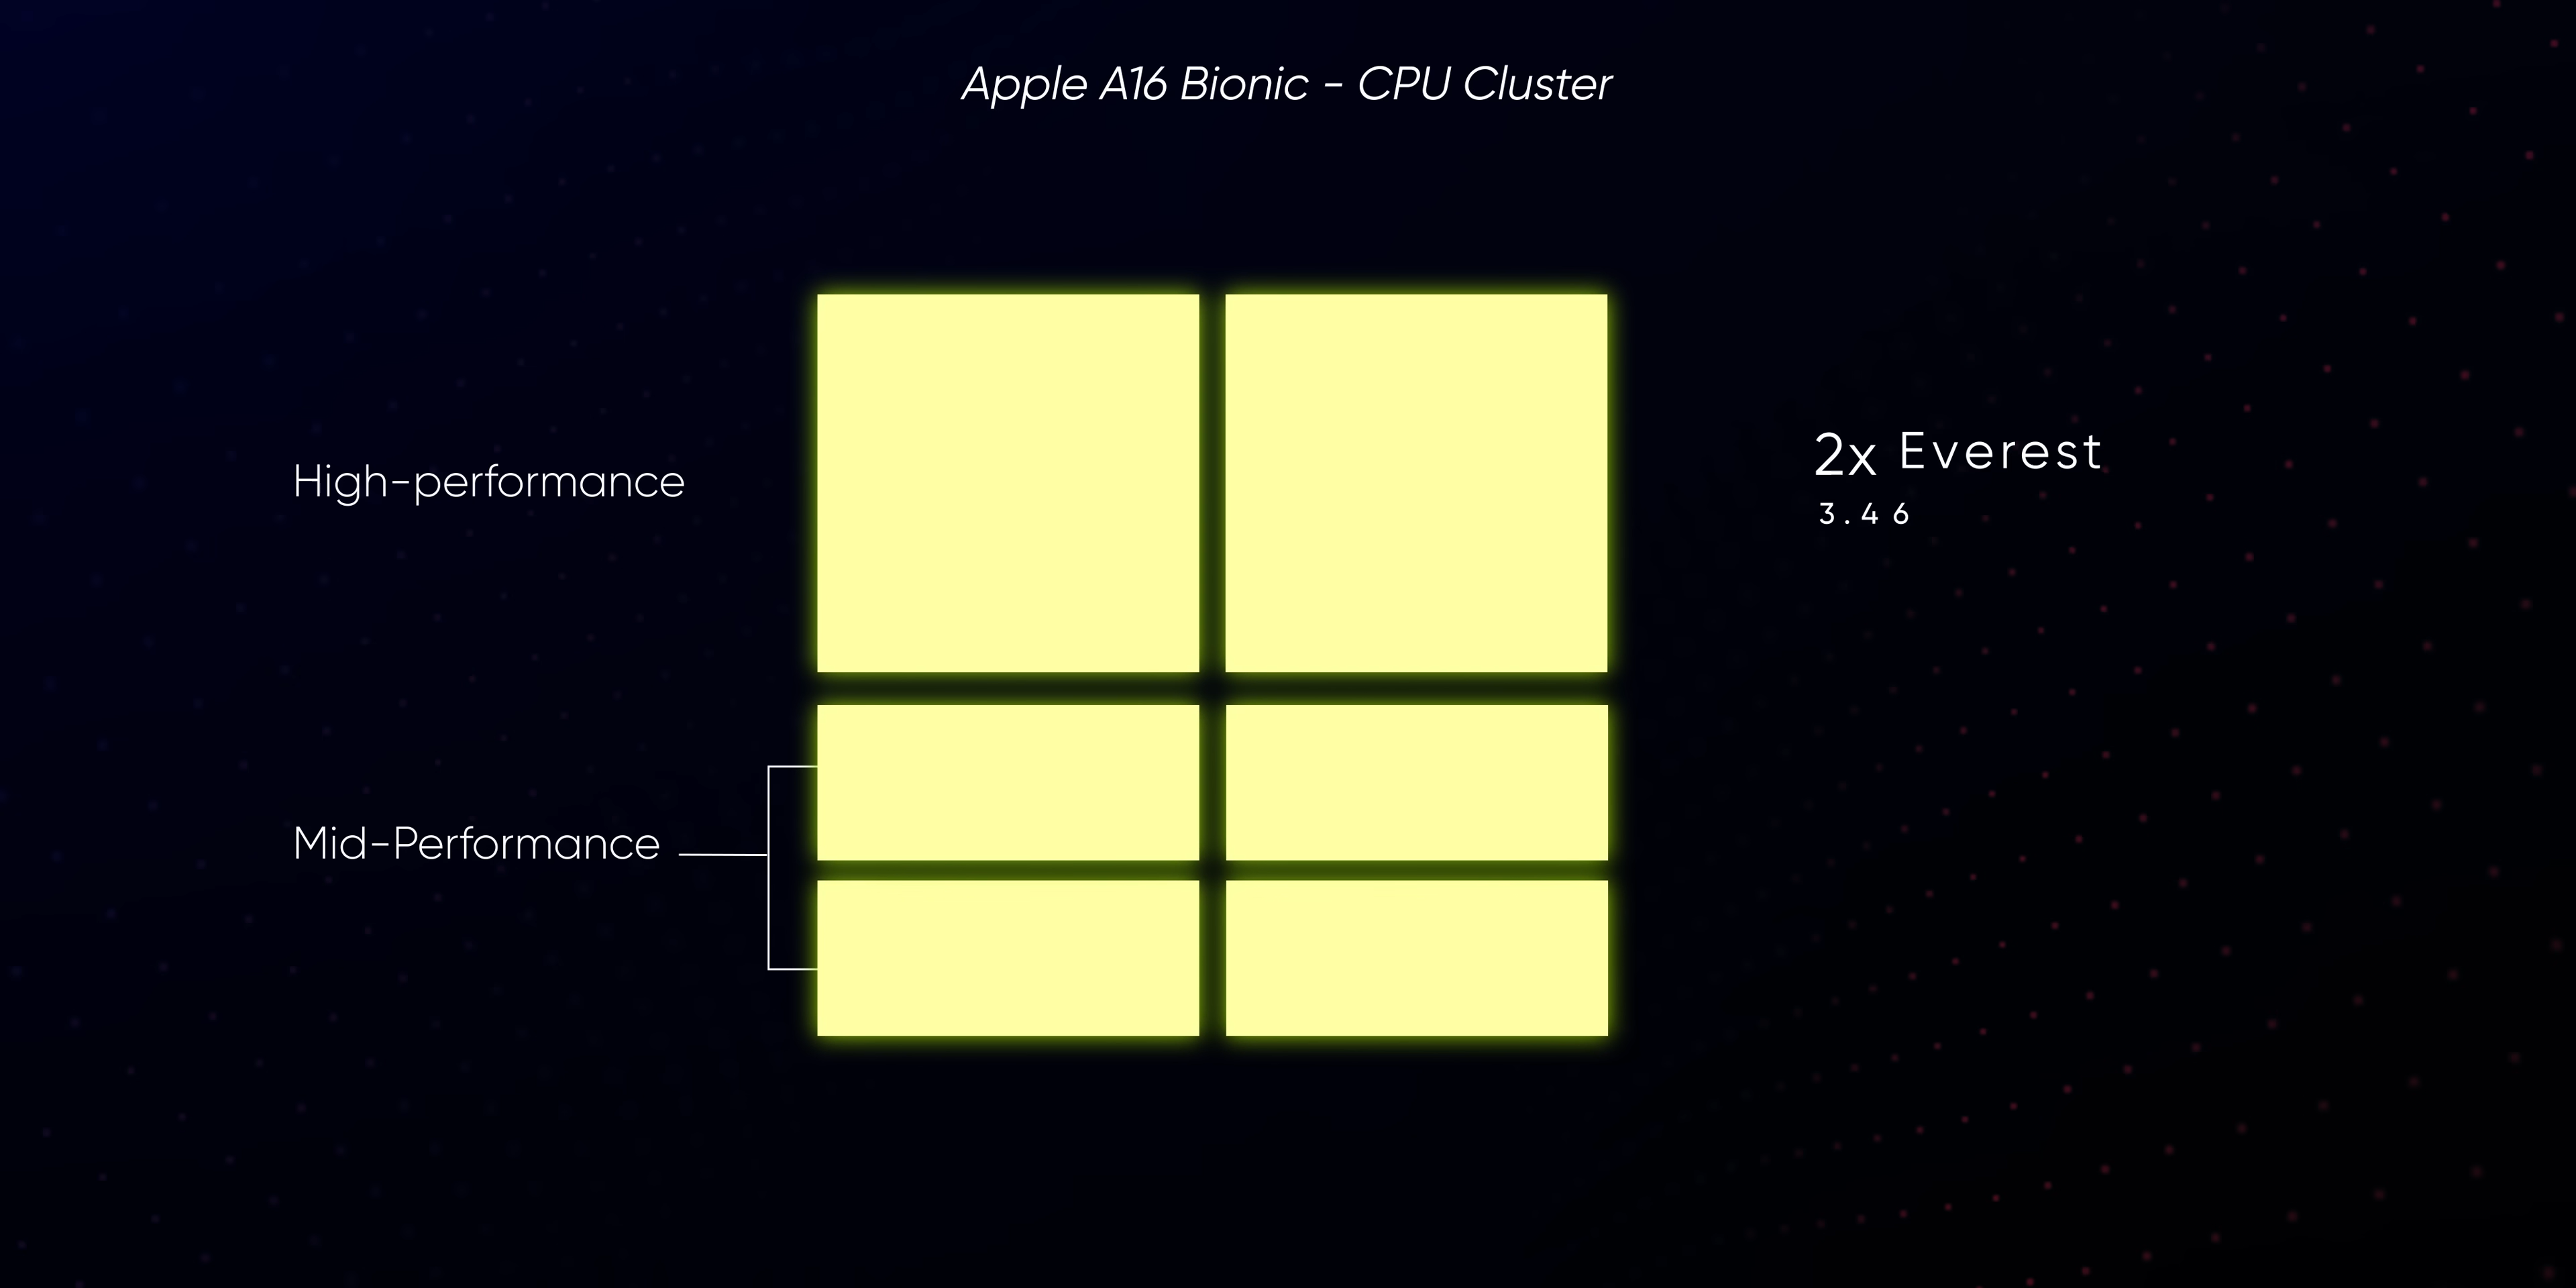 Apple A16 Bionic - CPU Cluster
High-performance
2x Everest
3.46
Mid-Performance